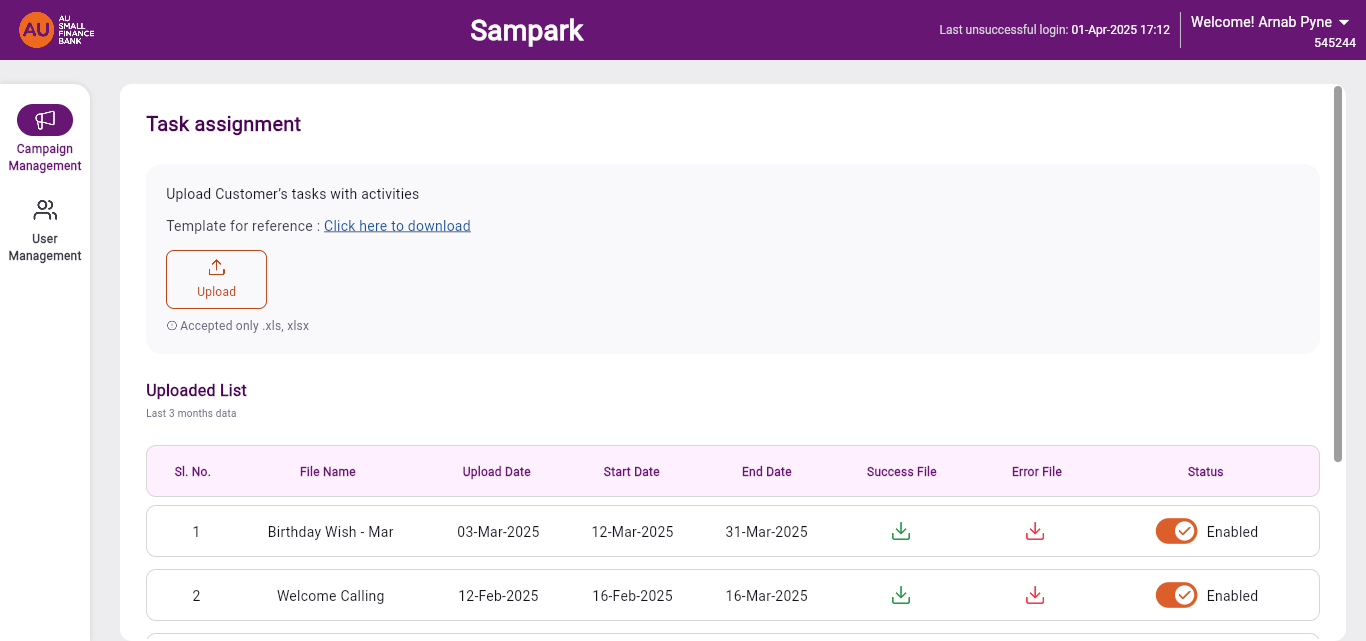 AU
AU
SMALL
FINANCE
BANK
Sampark
Last unsuccessful login: 01-Apr-2025 17:12
Welcome! Arnab Pyne
545244
Campaign
Management
User
Management
Task assignment
Upload Customer's tasks with activities
Template for reference : Click here to download
Upload
Accepted only .xls, xlsx
Uploaded List
Last 3 months data
Sl. No. File Name Upload Date Start Date End Date Success File Error File Status
1 Birthday Wish - Mar 03-Mar-2025 12-Mar-2025 31-Mar-2025 Enabled
2 Welcome Calling 12-Feb-2025 16-Feb-2025 16-Mar-2025 Enabled